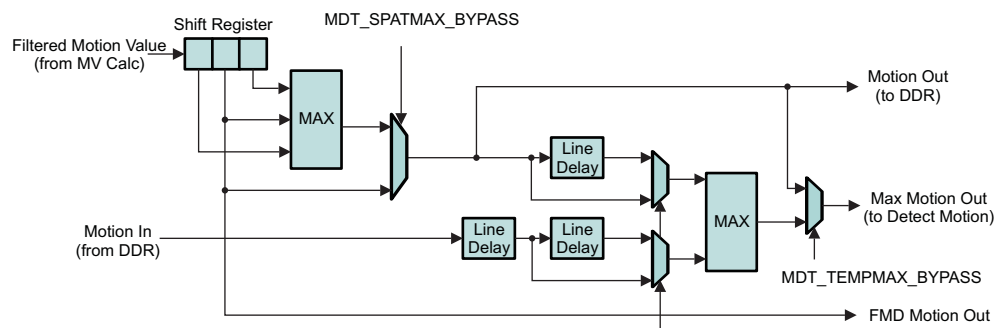 MDT_SPATMAX_BYPASS
Shift Register
Filtered Motion Value
(from MV Calc)
MAX
Motion Out
(to DDR)
Line
Delay
MAX
Max Motion Out
(to Detect Motion)
Motion In
(from DDR)
Line
Delay
Line
Delay
MDT_TEMPMAX_BYPASS
FMD Motion Out